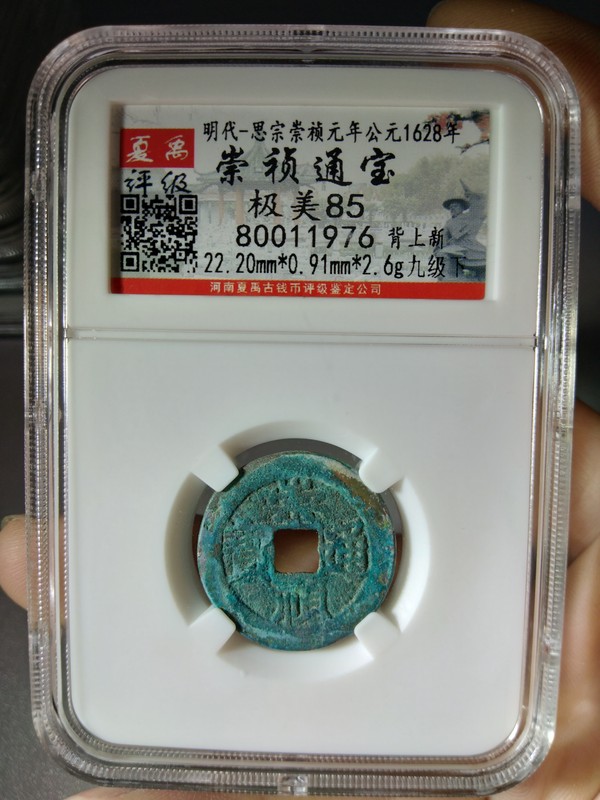 明代-思宗崇祯元年公元1628年
夏禹
评级
崇祯通宝
极美85
80011976 背上新
22.20mm*0.91mm*2.6g九级下
河南夏禹古钱币评级鉴定公司